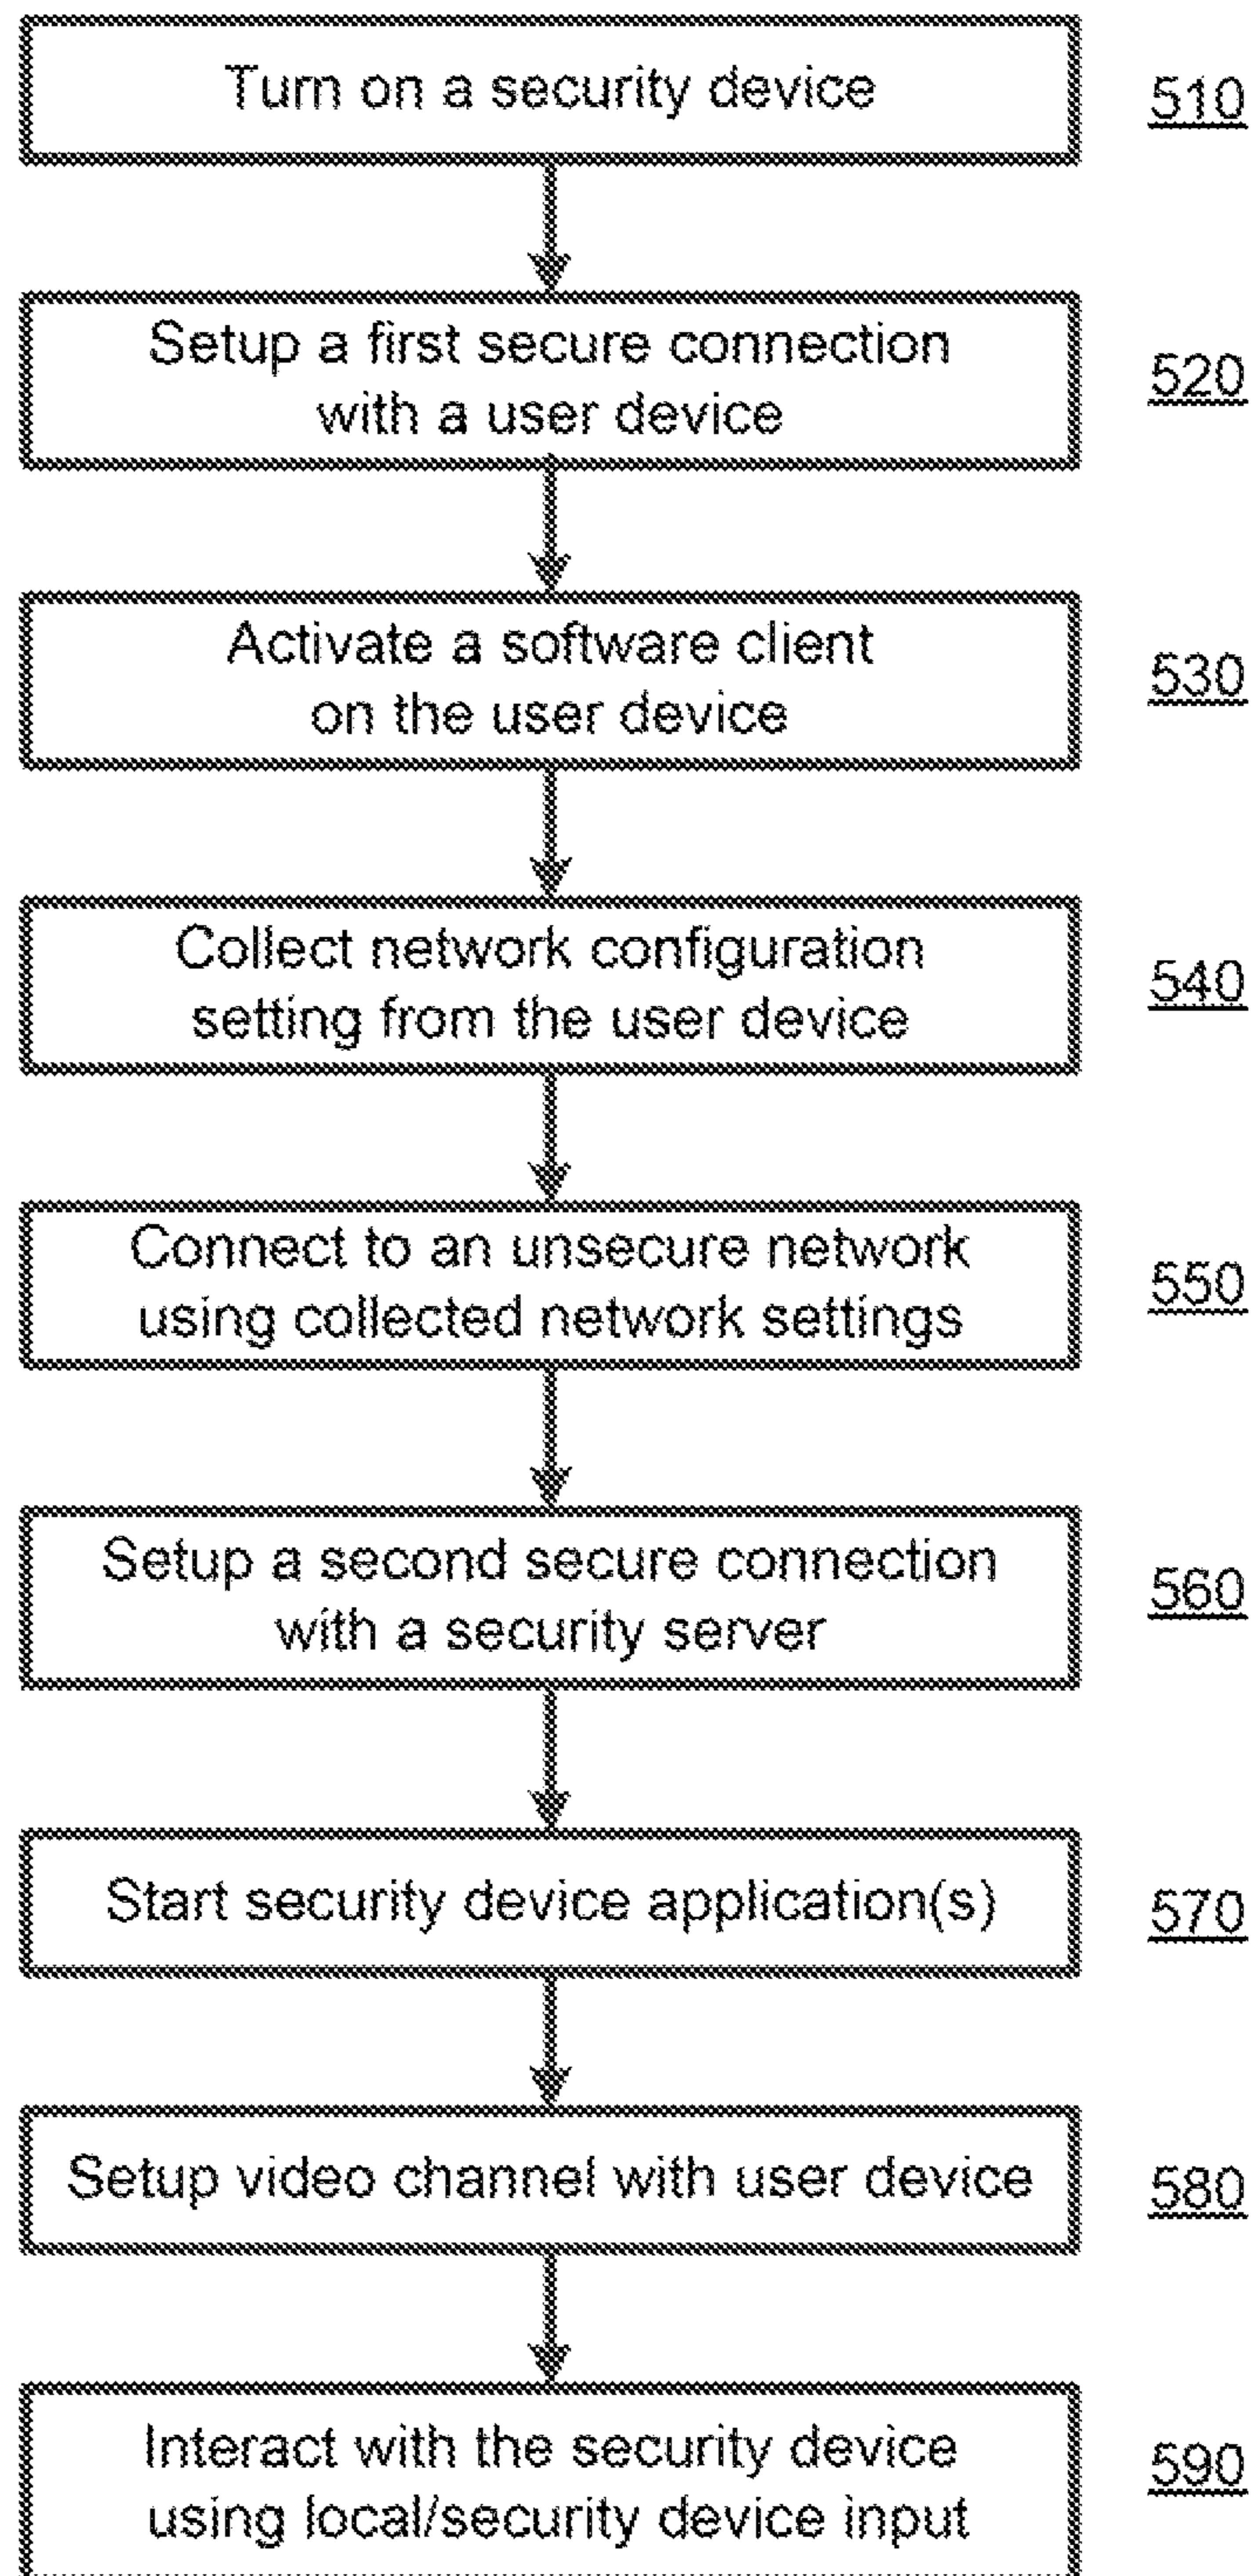 Turn on a security device
510
Setup a first secure connection
with a user device
520
Activate a software client
on the user device
530
Collect network configuration
setting from the user device
540
Connect to an unsecure network
using collected network settings
550
Setup a second secure connection
with a security server
560
Start security device application(s)
570
Setup video channel with user device
580
Interact with the security device
using local/security device input
590